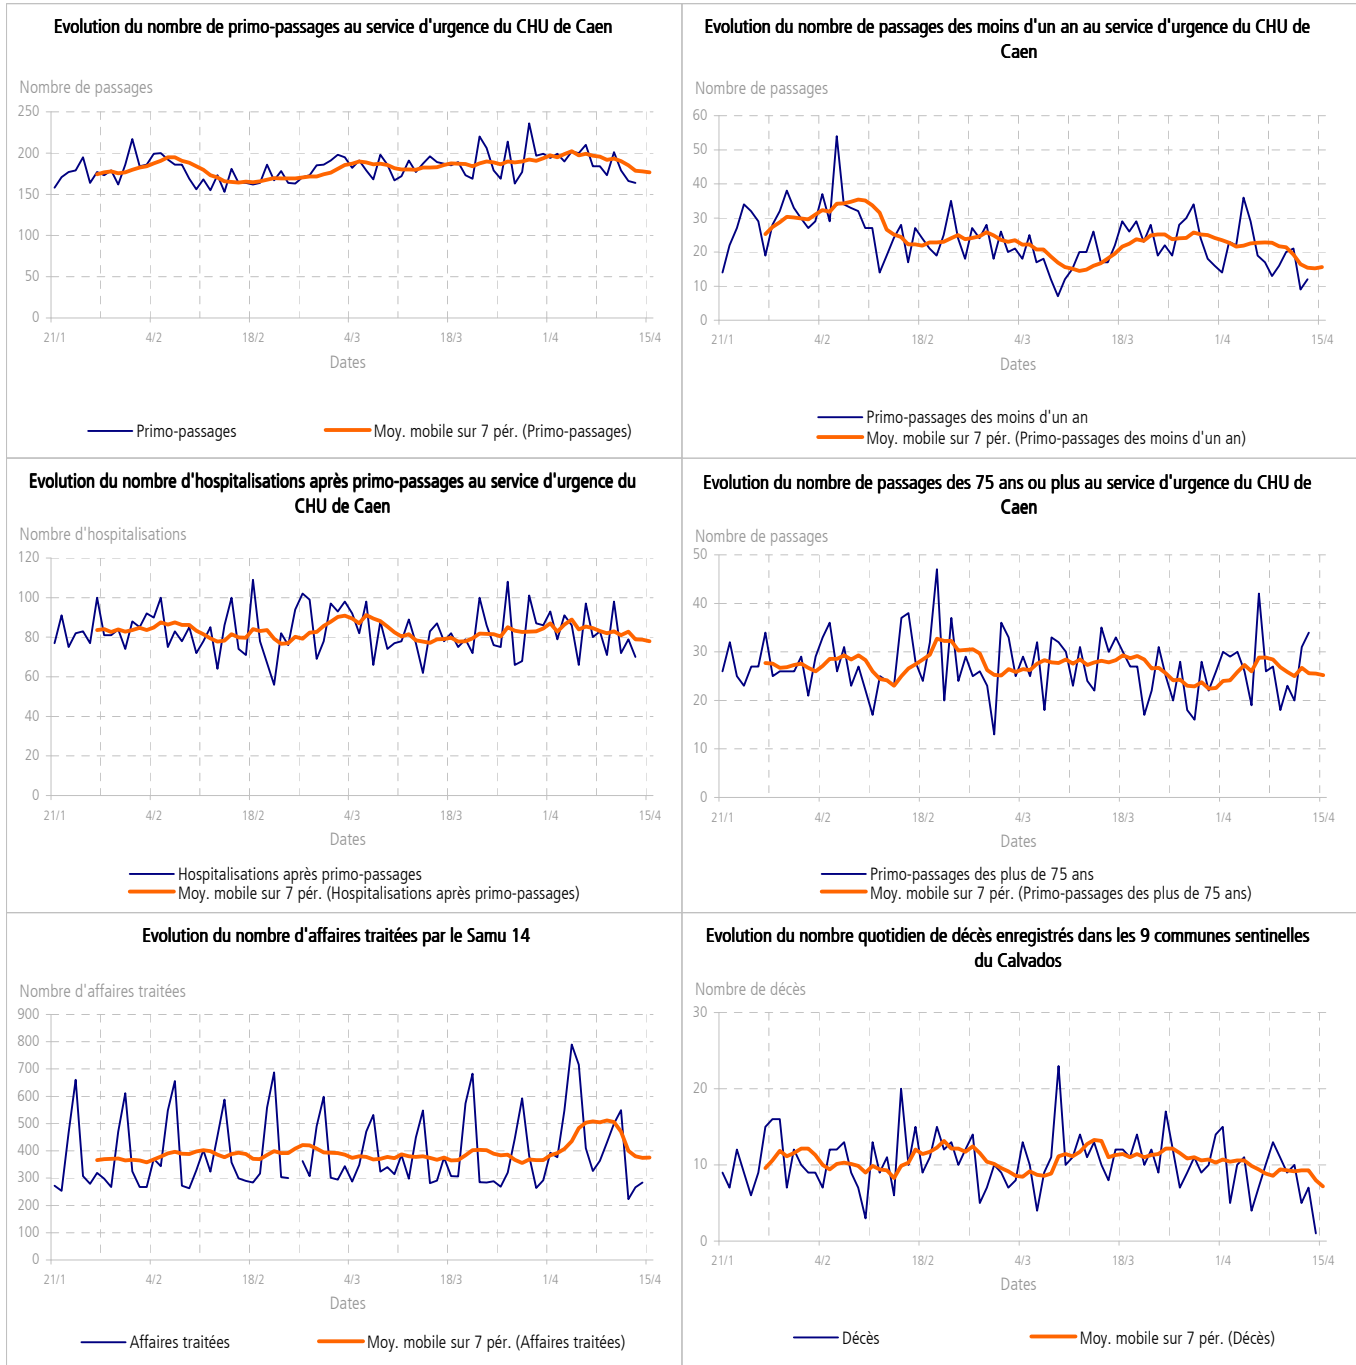 Evolution du nombre de primo-passages au service d'urgence du CHU de Caen
Nombre de passages
250
200
150
100
50
0
21/1 4/2 18/2 4/3 18/3 1/4 15/4
Dates
Primo-passages Moy. mobile sur 7 pér. (Primo-passages)
Evolution du nombre de passages des moins d'un an au service d'urgence du CHU de
Caen
Nombre de passages
60
50
40
30
20
10
0
21/1 4/2 18/2 4/3 18/3 1/4 15/4
Dates
Primo-passages des moins d'un an
Moy. mobile sur 7 pér. (Primo-passages des moins d'un an)
Evolution du nombre d'hospitalisations après primo-passages au service d'urgence du
CHU de Caen
Nombre d'hospitalisations
120
100
80
60
40
20
0
21/1 4/2 18/2 4/3 18/3 1/4 15/4
Dates
Hospitalisations après primo-passages
Moy. mobile sur 7 pér. (Hospitalisations après primo-passages)
Evolution du nombre de passages des 75 ans ou plus au service d'urgence du CHU de
Caen
Nombre de passages
50
40
30
20
10
0
21/1 4/2 18/2 4/3 18/3 1/4 15/4
Dates
Primo-passages des plus de 75 ans
Moy. mobile sur 7 pér. (Primo-passages des plus de 75 ans)
Evolution du nombre d'affaires traitées par le Samu 14
Nombre d'affaires traitées
900
800
700
600
500
400
300
200
100
0
21/1 4/2 18/2 4/3 18/3 1/4 15/4
Dates
Affaires traitées Moy. mobile sur 7 pér. (Affaires traitées)
Evolution du nombre quotidien de décès enregistrés dans les 9 communes sentinelles
du Calvados
Nombre de décès
30
20
10
0
21/1 4/2 18/2 4/3 18/3 1/4 15/4
Dates
Décès Moy. mobile sur 7 pér. (Décès)